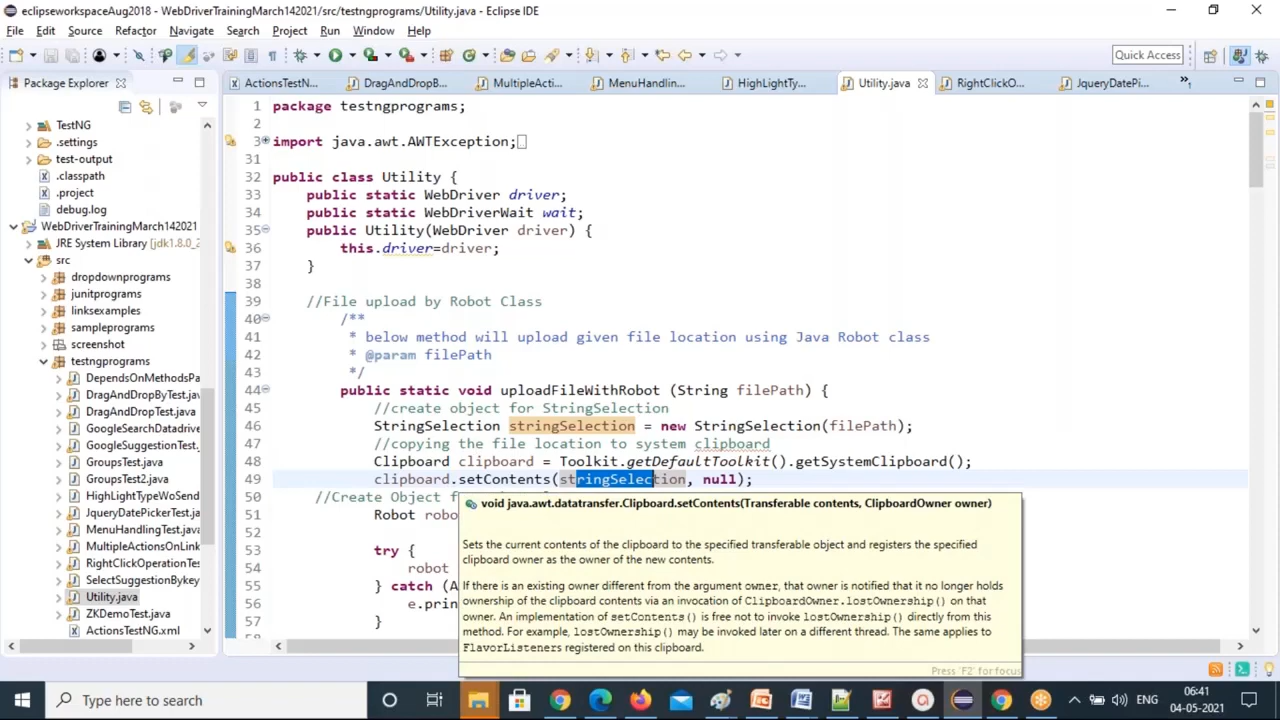 eclipseworkspaceAug2018 - WebDriverTrainingMarch142021/src/testngprograms/Utility.java - Eclipse IDE
File Edit Source Refactor Navigate Search Project Run Window Help
Quick Access
Package Explorer
ActionsTestN... DragAndDropB... MultipleActi... MenuHandlin... HighLightTy... Utility.java RightClickO... JqueryDatePi...
TestNG
.settings
test-output
.classpath
.project
debug.log
WebDriverTrainingMarch142021
JRE System Library [jdk1.8.0_2
src
dropdownprograms
junitprograms
linksexamples
sampleprograms
screenshot
testngprograms
DependsOnMethodsPa
DragAndDropByTest.jav
DragAndDropTest.java
GoogleSearchDatadrive
GoogleSuggestionTest.
GroupsTest.java
GroupsTest2.java
HighLightTypeWoSend
JqueryDatePickerTest.ja
MenuHandlingTest.java
MultipleActionsOnLink
RightClickOperationTes
SelectSuggestionBykey
Utility.java
ZKDemoTest.java
ActionsTestNG.xml
1 package testngprograms;
2
3 import java.awt.AWTException;
31
32 public class Utility {
33 public static WebDriver driver;
34 public static WebDriverWait wait;
35 public Utility(WebDriver driver) {
36 this.driver=driver;
37 }
38
39 //File upload by Robot Class
40 /**
41 * below method will upload given file location using Java Robot class
42 * @param filePath
43 */
44 public static void uploadFileWithRobot (String filePath) {
45 //create object for StringSelection
46 StringSelection stringSelection = new StringSelection(filePath);
47 //copying the file location to system clipboard
48 Clipboard clipboard = Toolkit.getDefaultToolkit().getSystemClipboard();
49 clipboard.setContents(stringSelection, null);
50 //Create Object f
51 Robot robo
52
53 try {
54 robot
55 } catch (A
56 e.prin
57 }
void java.awt.datatransfer.Clipboard.setContents(Transferable contents, ClipboardOwner owner)
Sets the current contents of the clipboard to the specified transferable object and registers the specified
clipboard owner as the owner of the new contents.
If there is an existing owner different from the argument owner, that owner is notified that it no longer holds
ownership of the clipboard contents via an invocation of ClipboardOwner.lostOwnership() on that
owner. An implementation of setContents() is free not to invoke lostOwnership() directly from this
method. For example, lostOwnership() may be invoked later on a different thread. The same applies to
FlavorListeners registered on this clipboard.
Press 'F2' for focus
Type here to search
ENG
06:41
04-05-2021